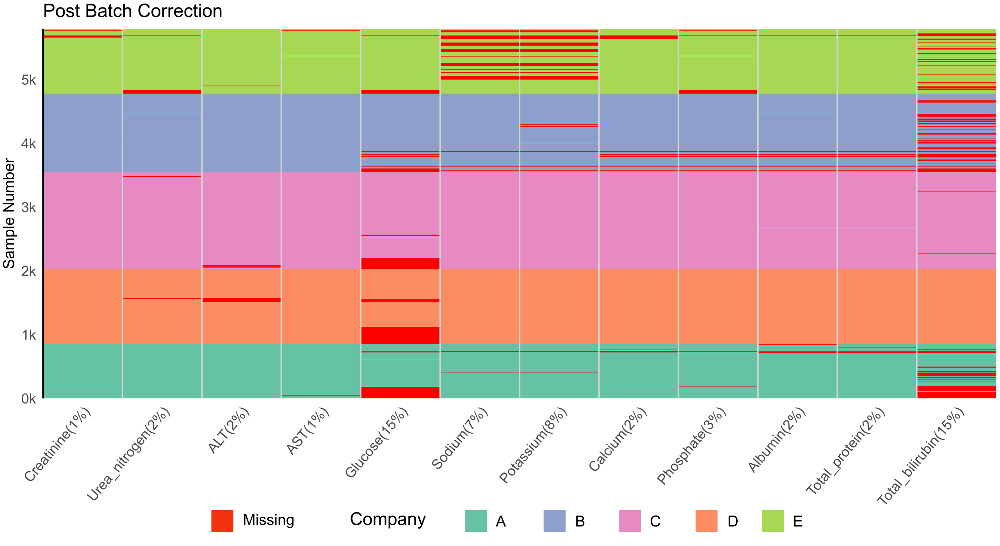 Post Batch Correction
Sample Number
5k
4k
3k
2k
1k
0k
Creatinine(1%)
Urea_nitrogen(2%)
ALT(2%)
AST(1%)
Glucose(15%)
Sodium(7%)
Potassium(8%)
Calcium(2%)
Phosphate(3%)
Albumin(2%)
Total_protein(2%)
Total_bilirubin(15%)
Missing Company A B C D E